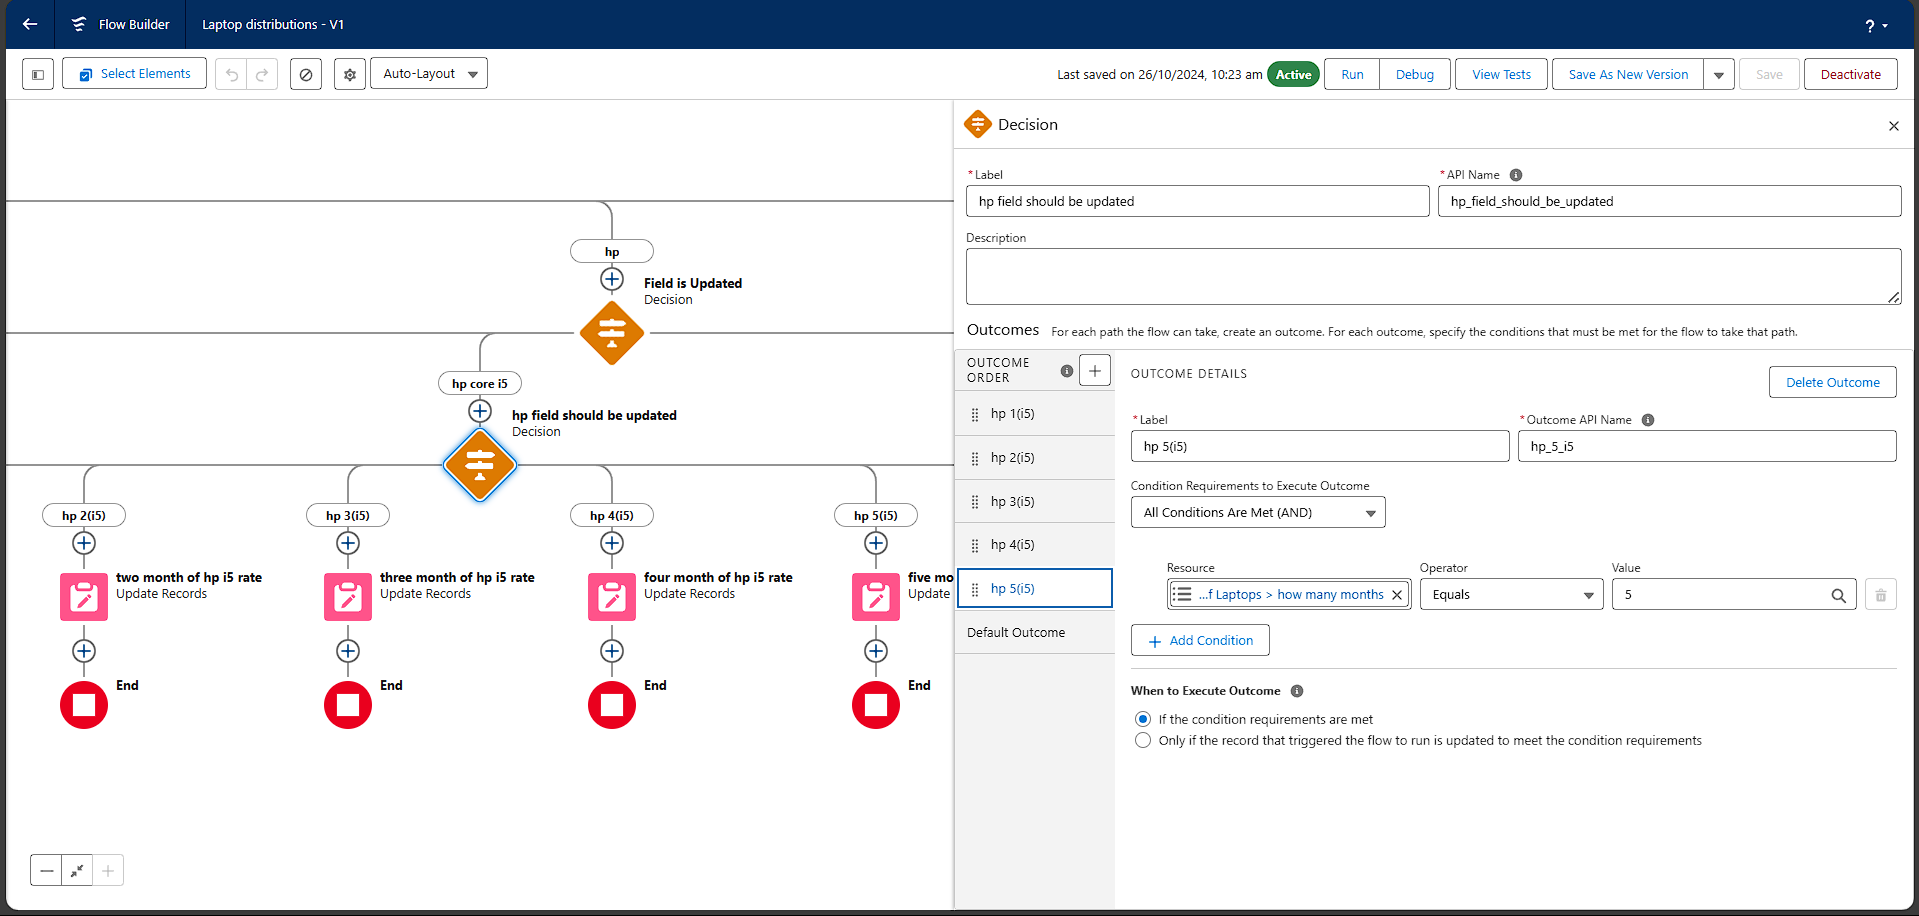 Flow Builder
Laptop distributions - V1
?
Select Elements
Auto-Layout
Last saved on 26/10/2024, 10:23 am
Active
Run
Debug
View Tests
Save As New Version
Save
Deactivate
hp
Field is Updated
Decision
hp core i5
hp field should be updated
Decision
hp 2(i5)
hp 3(i5)
hp 4(i5)
hp 5(i5)
two month of hp i5 rate
Update Records
three month of hp i5 rate
Update Records
four month of hp i5 rate
Update Records
five mo
Update
End
End
End
End
Decision
* Label
hp field should be updated
* API Name
hp_field_should_be_updated
Description
Outcomes
For each path the flow can take, create an outcome. For each outcome, specify the conditions that must be met for the flow to take that path.
OUTCOME
ORDER
hp 1(i5)
hp 2(i5)
hp 3(i5)
hp 4(i5)
hp 5(i5)
Default Outcome
OUTCOME DETAILS
Delete Outcome
* Label
hp 5(i5)
* Outcome API Name
hp_5_i5
Condition Requirements to Execute Outcome
All Conditions Are Met (AND)
Resource
...f Laptops > how many months
Operator
Equals
Value
5
Add Condition
When to Execute Outcome
If the condition requirements are met
Only if the record that triggered the flow to run is updated to meet the condition requirements